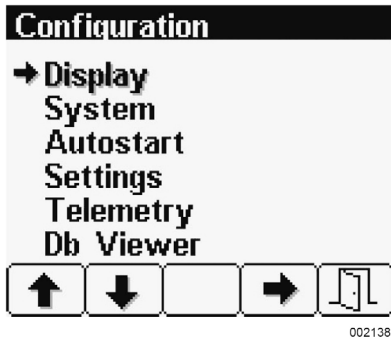 Configuration
Display
System
Autostart
Settings
Telemetry
Db Viewer
002138